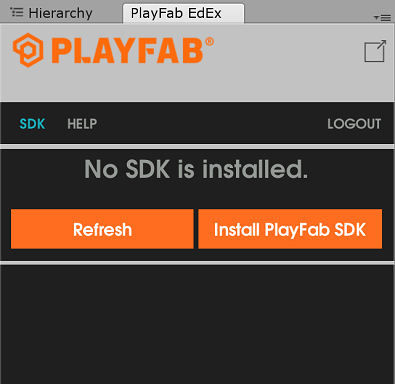 Hierarchy PlayFab EdEx
PLAYFAB®
SDK HELP LOGOUT
No SDK is installed.
Refresh Install PlayFab SDK